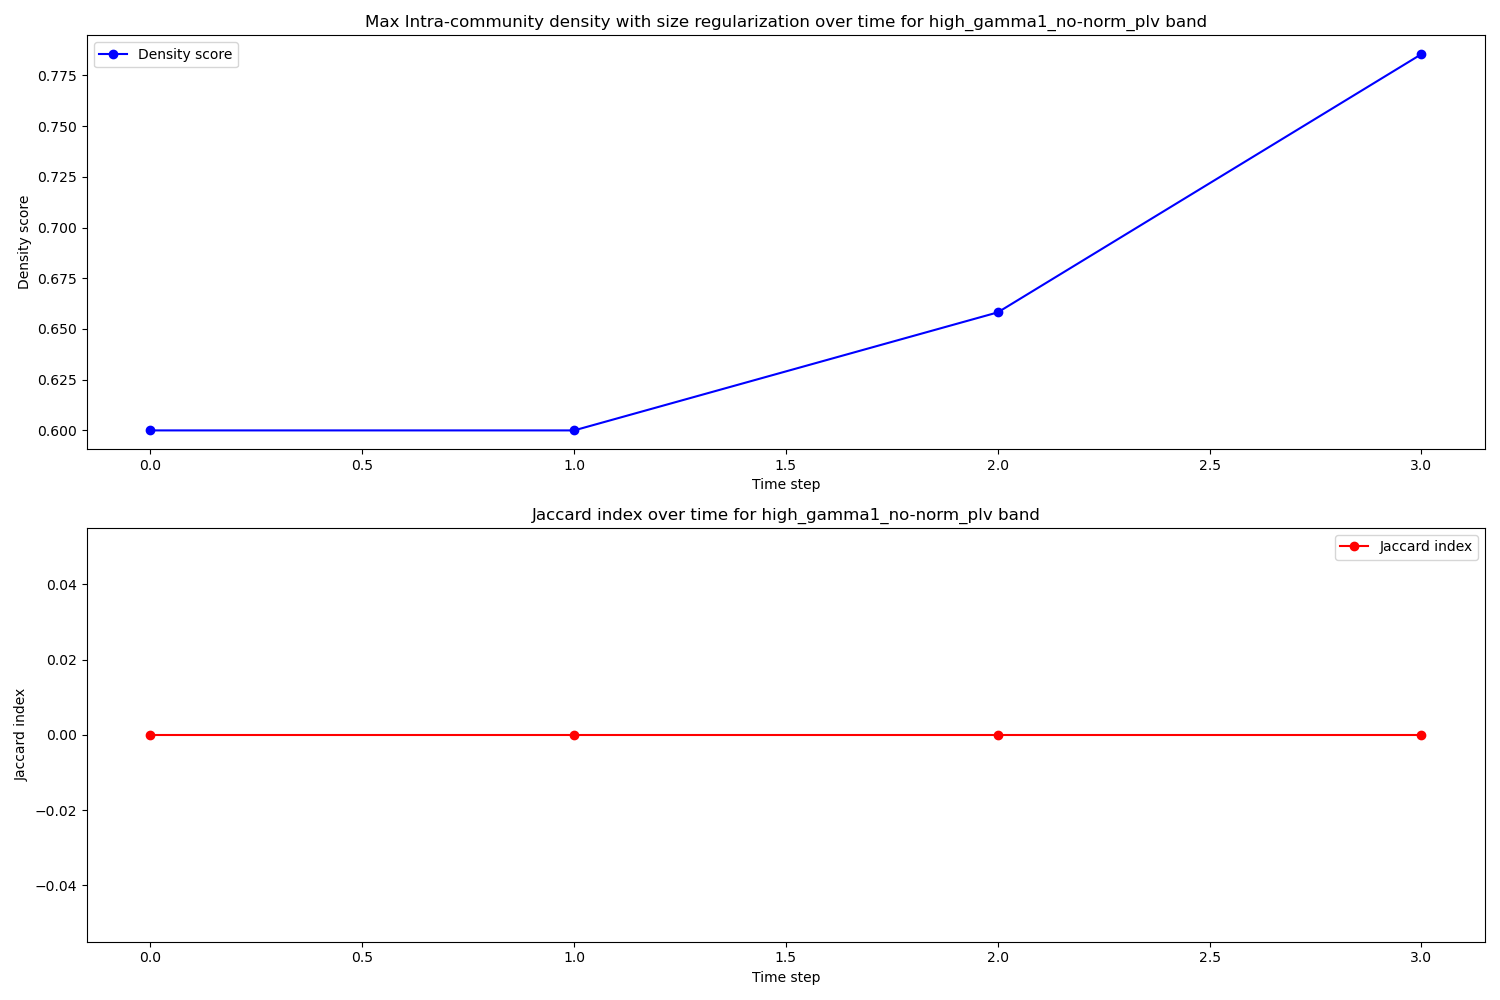 Max Intra-community density with size regularization over time for high_gamma1_no-norm_plv band
Density score
0.775
0.750
0.725
0.700
0.675
0.650
0.625
0.600
Density score
0.0 0.5 1.0 1.5 2.0 2.5 3.0
Time step
Jaccard index over time for high_gamma1_no-norm_plv band
Jaccard index
0.04
0.02
0.00
−0.02
−0.04
Jaccard index
0.0 0.5 1.0 1.5 2.0 2.5 3.0
Time step